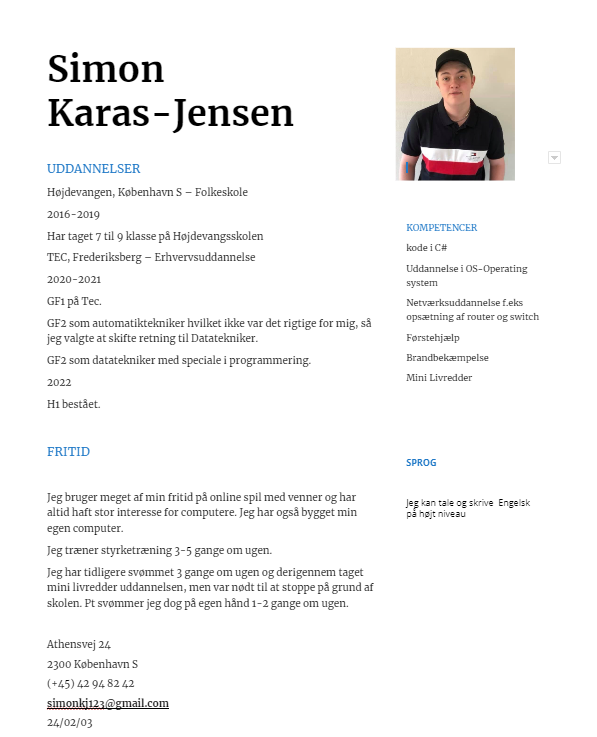 Simon
Karas-Jensen
UDDANNELSER
Højdevangen, København S – Folkeskole
2016-2019
Har taget 7 til 9 klasse på Højdevangsskolen
TEC, Frederiksberg – Erhvervsuddannelse
2020-2021
GF1 på Tec.
GF2 som automatiktekniker hvilket ikke var det rigtige for mig, så
jeg valgte at skifte retning til Datatekniker.
GF2 som datatekniker med speciale i programmering.
2022
H1 bestået.
FRITID
Jeg bruger meget af min fritid på online spil med venner og har
altid haft stor interesse for computere. Jeg har også bygget min
egen computer.
Jeg træner styrketræning 3-5 gange om ugen.
Jeg har tidligere svømmet 3 gange om ugen og derigennem taget
mini livredder uddannelsen, men var nødt til at stoppe på grund af
skolen. Pt svømmer jeg dog på egen hånd 1-2 gange om ugen.
Athensvej 24
2300 København S
(+45) 42 94 82 42
simonkj123@gmail.com
24/02/03
KOMPETENCER
kode i C#
Uddannelse i OS-Operating
system
Netværksuddannelse f.eks
opsætning af router og switch
Førstehjælp
Brandbekæmpelse
Mini Livredder
SPROG
Jeg kan tale og skrive  Engelsk
på højt niveau